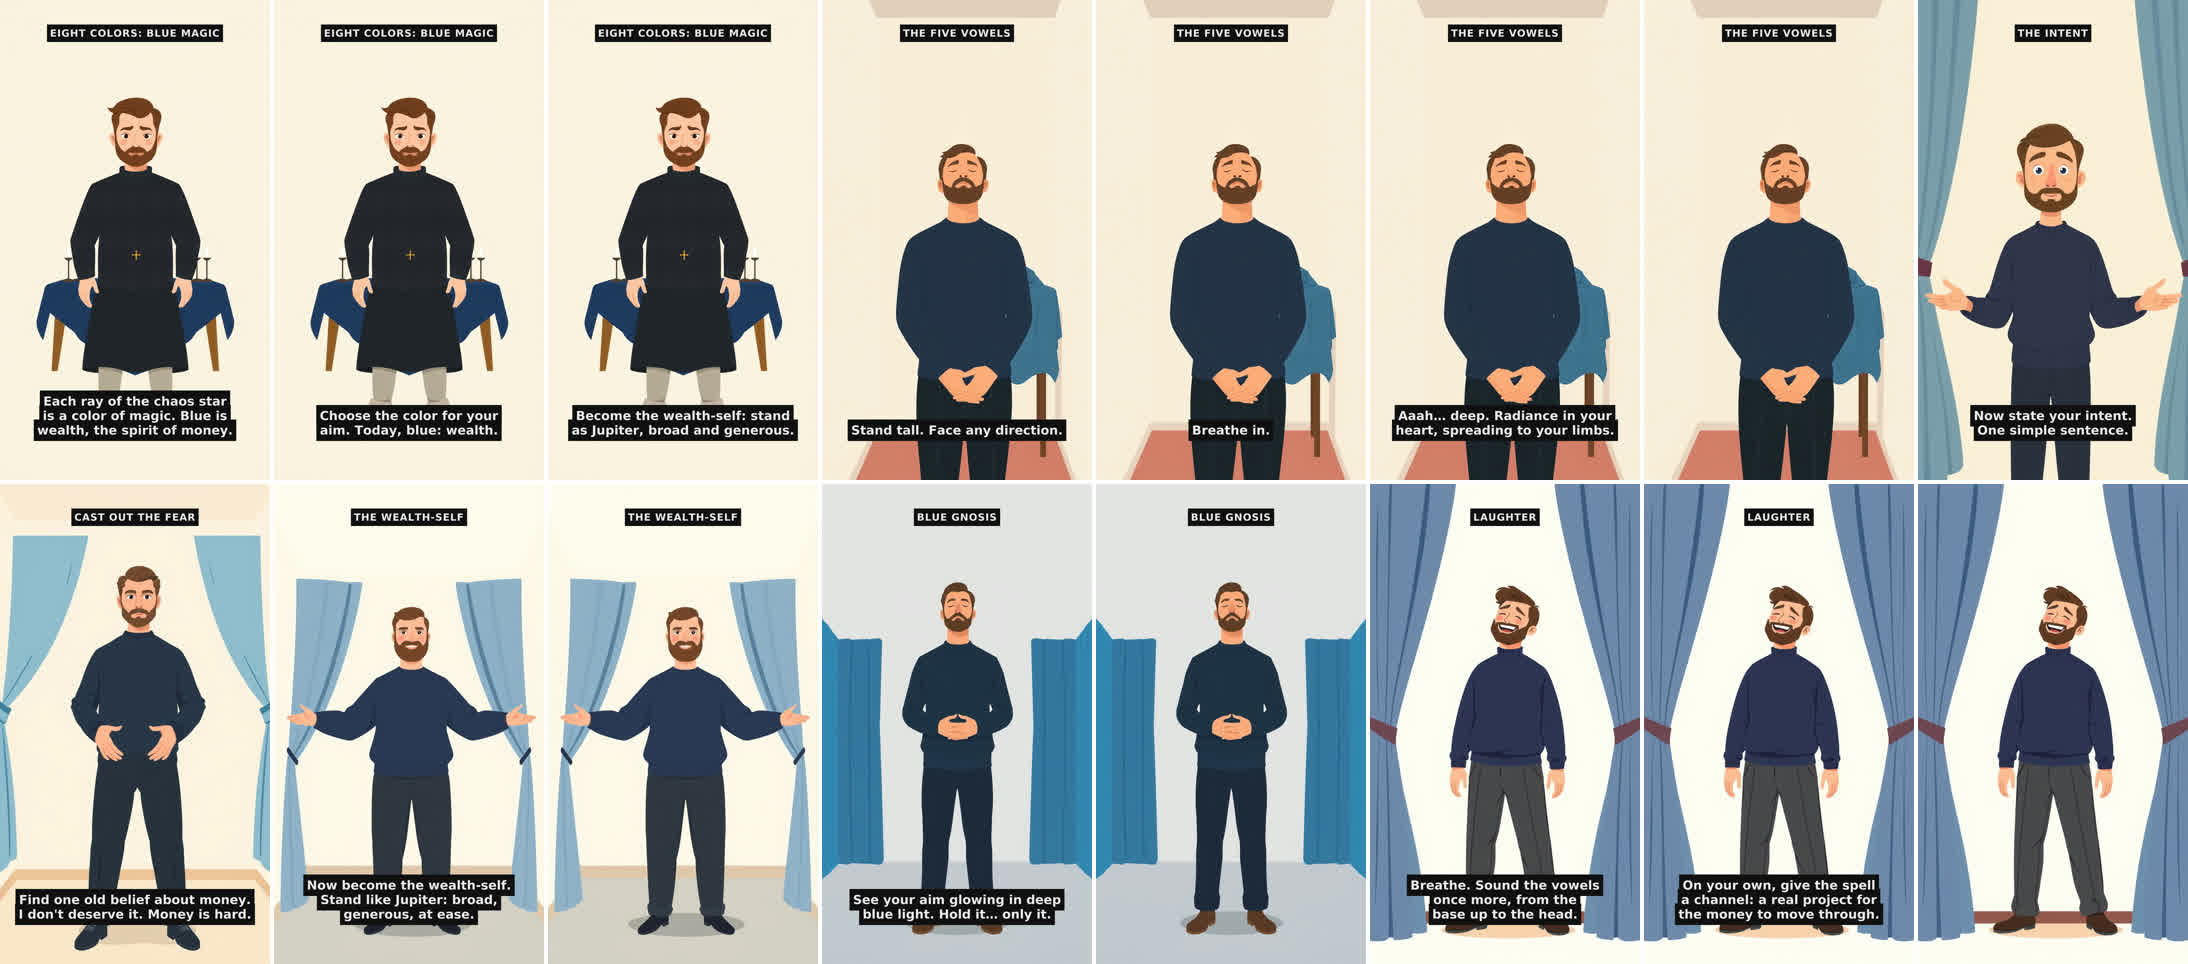 EIGHT COLORS: BLUE MAGIC
Each ray of the chaos star
is a color of magic. Blue is
wealth, the spirit of money.
EIGHT COLORS: BLUE MAGIC
Choose the color for your
aim. Today, blue: wealth.
EIGHT COLORS: BLUE MAGIC
Become the wealth-self: stand
as Jupiter, broad and generous.
THE FIVE VOWELS
Stand tall. Face any direction.
THE FIVE VOWELS
Breathe in.
THE FIVE VOWELS
Aaah... deep. Radiance in your
heart, spreading to your limbs.
THE FIVE VOWELS
THE INTENT
Now state your intent.
One simple sentence.
CAST OUT THE FEAR
Find one old belief about money.
I don't deserve it. Money is hard.
THE WEALTH-SELF
Now become the wealth-self.
Stand like Jupiter: broad,
generous, at ease.
THE WEALTH-SELF
BLUE GNOSIS
See your aim glowing in deep
blue light. Hold it... only it.
BLUE GNOSIS
LAUGHTER
Breathe. Sound the vowels
once more, from the
base up to the head.
LAUGHTER
On your own, give the spell
a channel: a real project for
the money to move through.